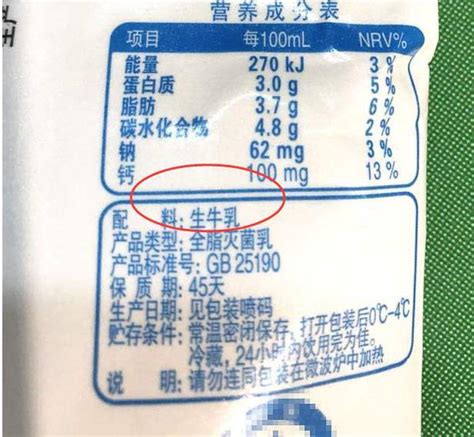 营养成分表
项目 每100mL NRV%
能量 270 kJ 3%
蛋白质 3.0 g 5%
脂肪 3.7 g 6%
碳水化合物 4.8 g 2%
钠 62 mg 3%
钙 100 mg 13%
配 料: 生牛乳
产品类型: 全脂灭菌乳
产品标准号: GB 25190
保 质 期: 45天
生产日期: 见包装喷码
贮存条件: 常温密闭保存，打开包装后0℃-4℃
冷藏，24小时内饮用完为佳。
说 明: 请勿连同包装在微波炉中加热